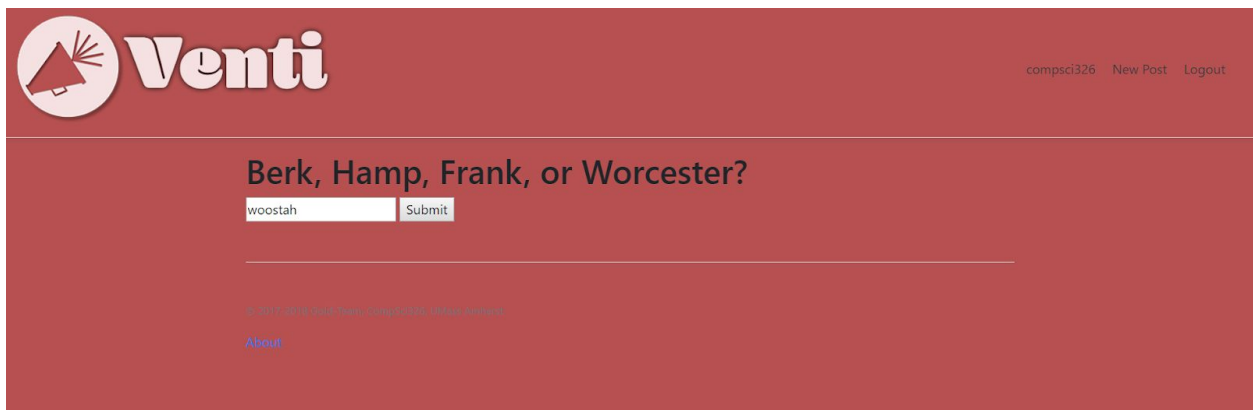 Venti
compsci326 New Post Logout
Berk, Hamp, Frank, or Worcester?
woostah Submit
About